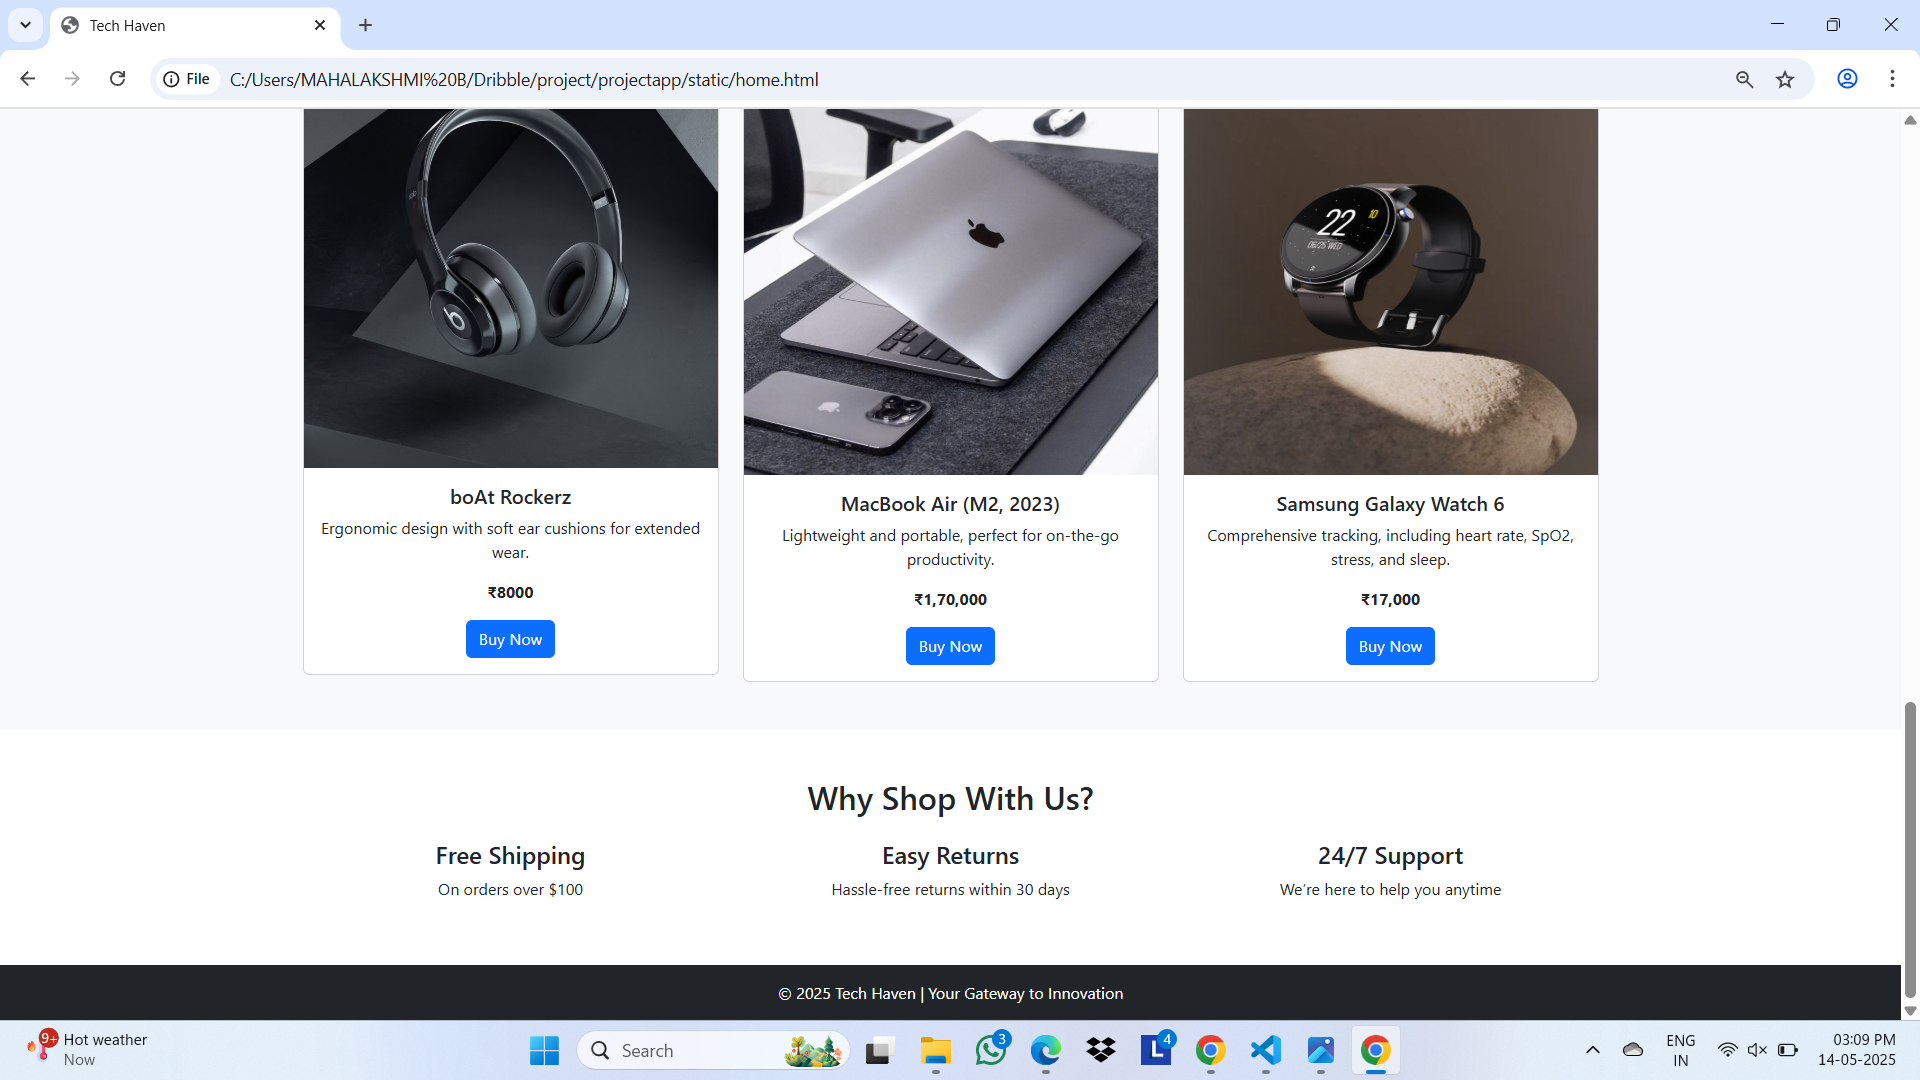 Tech Haven
File
C:/Users/MAHALAKSHMI%20B/Dribble/project/projectapp/static/home.html
22
10
06/25 WED
boAt Rockerz
Ergonomic design with soft ear cushions for extended
wear.
₹8000
Buy Now
MacBook Air (M2, 2023)
Lightweight and portable, perfect for on-the-go
productivity.
₹1,70,000
Buy Now
Samsung Galaxy Watch 6
Comprehensive tracking, including heart rate, SpO2,
stress, and sleep.
₹17,000
Buy Now
Why Shop With Us?
Free Shipping
On orders over $100
Easy Returns
Hassle-free returns within 30 days
24/7 Support
We're here to help you anytime
© 2025 Tech Haven | Your Gateway to Innovation
9+
Hot weather
Now
Search
3
4
ENG
IN
03:09 PM
14-05-2025